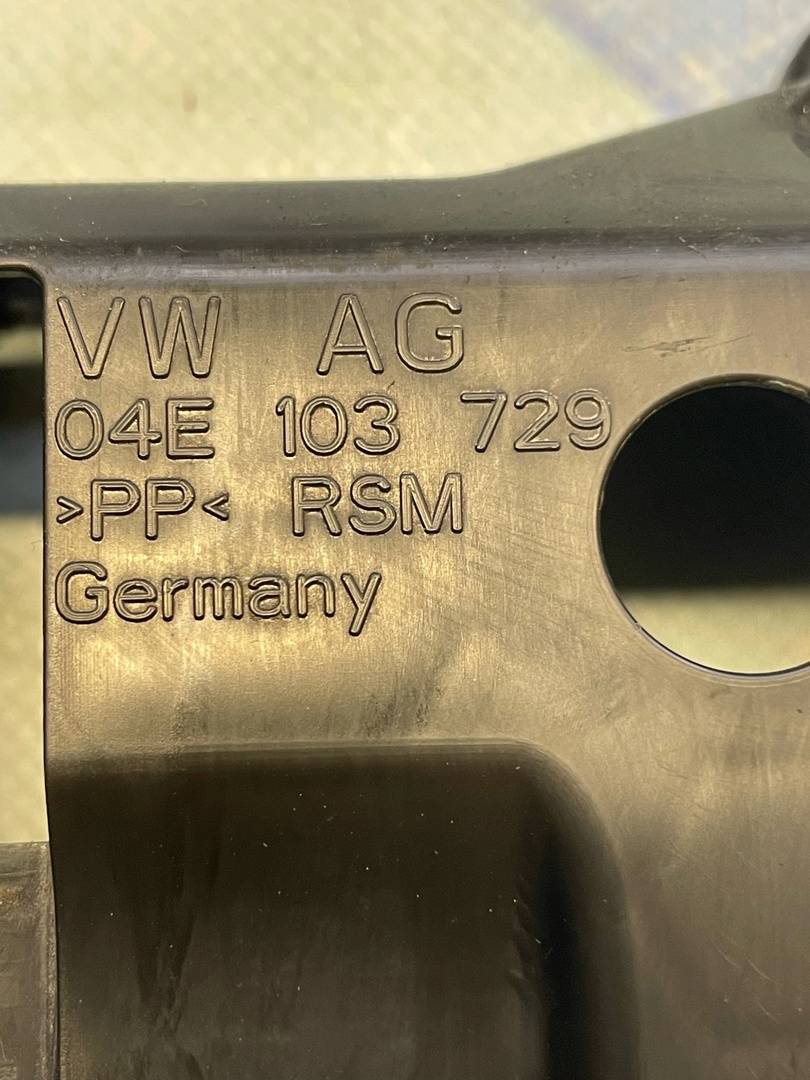 VW AG
04E 103 729
>PP< RSM
Germany